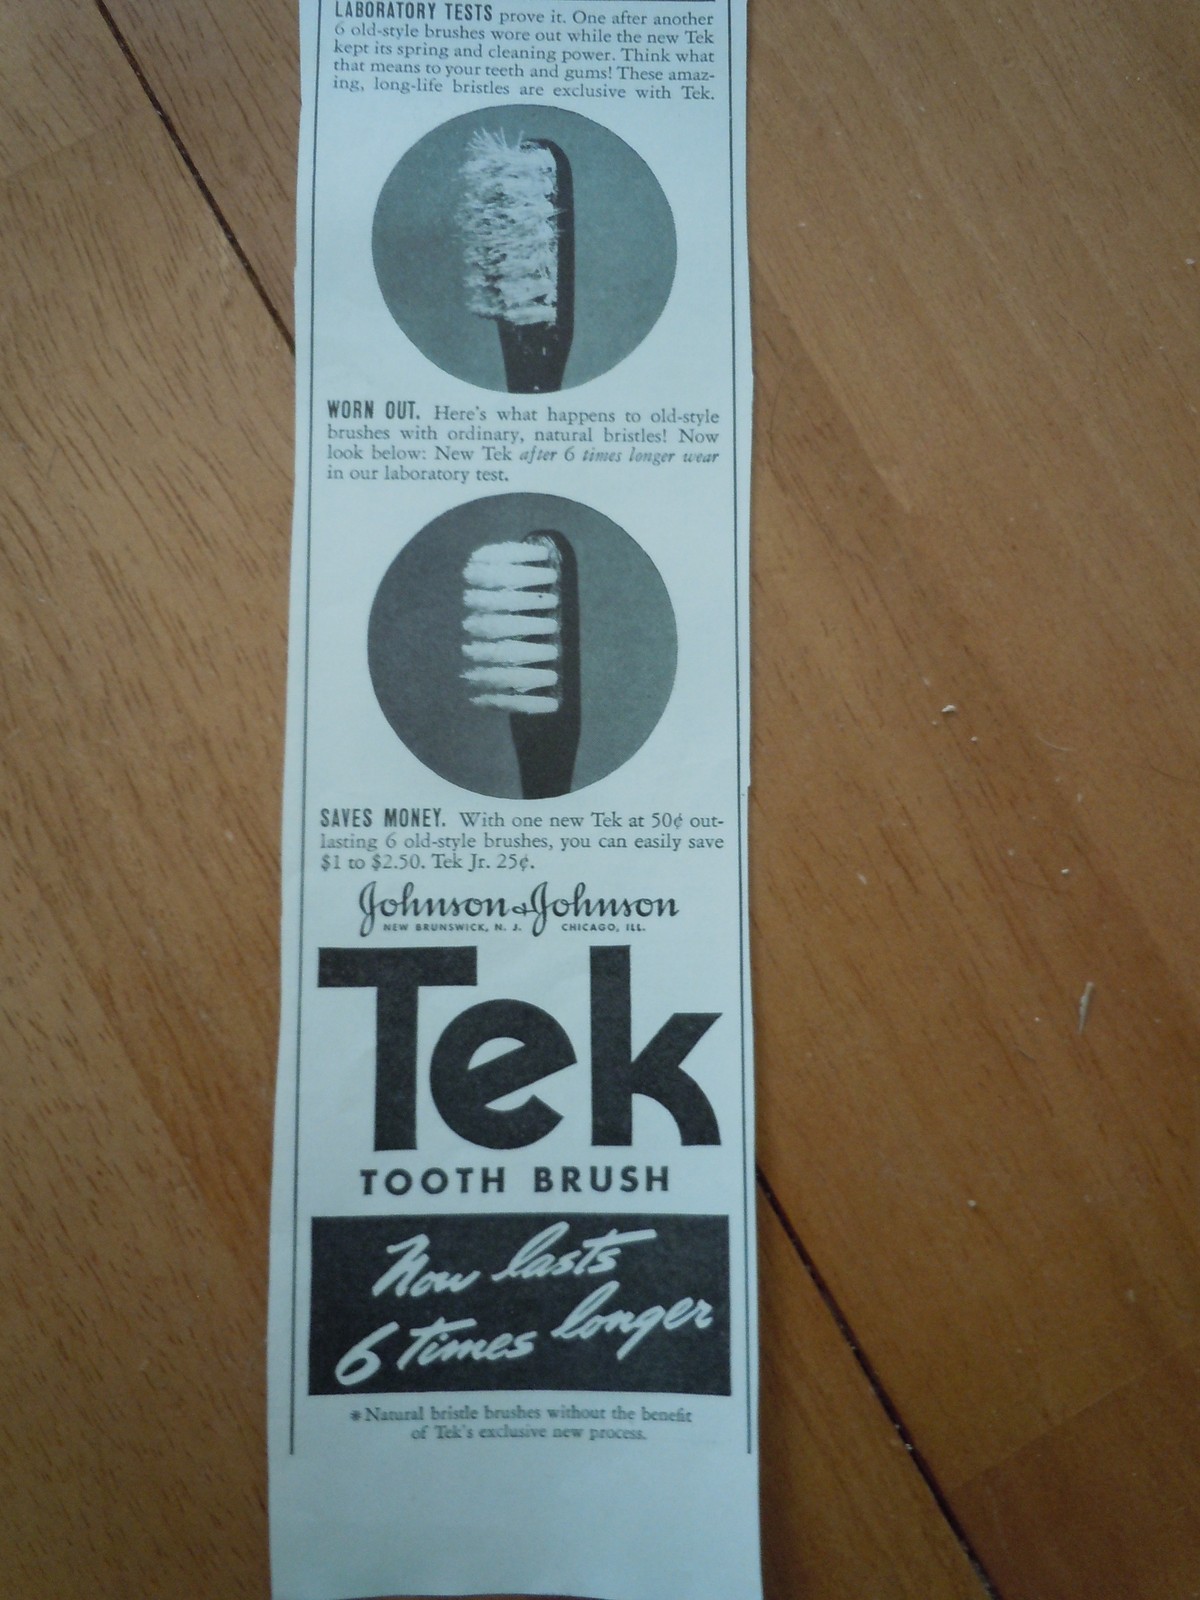 LABORATORY TESTS prove it. One after another
6 old-style brushes wore out while the new Tek
kept its spring and cleaning power. Think what
that means to your teeth and gums! These amaz-
ing, long-life bristles are exclusive with Tek.
WORN OUT. Here's what happens to old-style
brushes with ordinary, natural bristles! Now
look below: New Tek after 6 times longer wear
in our laboratory test.
SAVES MONEY. With one new Tek at 50¢ out-
lasting 6 old-style brushes, you can easily save
$1 to $2.50. Tek Jr. 25¢.
Johnson & Johnson
NEW BRUNSWICK, N. J. CHICAGO, ILL.
Tek
TOOTH BRUSH
Now lasts
6 times longer
*Natural bristle brushes without the benefit
of Tek's exclusive new process.